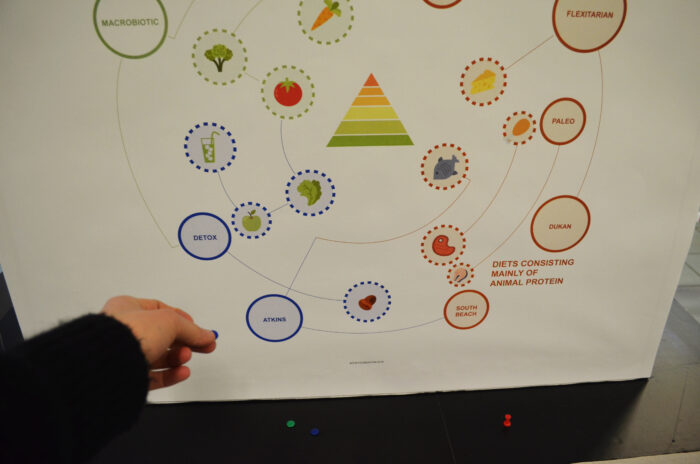 MACROBIOTIC
FLEXITARIAN
PALEO
DUKAN
DETOX
DIETS CONSISTING
MAINLY OF
ANIMAL PROTEIN
SOUTH
BEACH
ATKINS